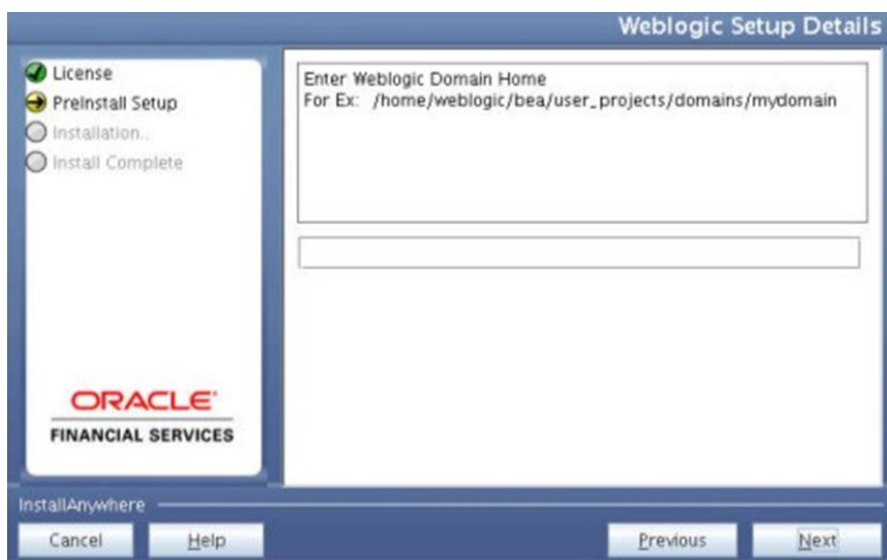 Weblogic Setup Details
License
PreInstall Setup
Installation..
Install Complete
Enter Weblogic Domain Home
For Ex: /home/weblogic/bea/user_projects/domains/mydomain
ORACLE
FINANCIAL SERVICES
InstallAnywhere
Cancel
Help
Previous
Next